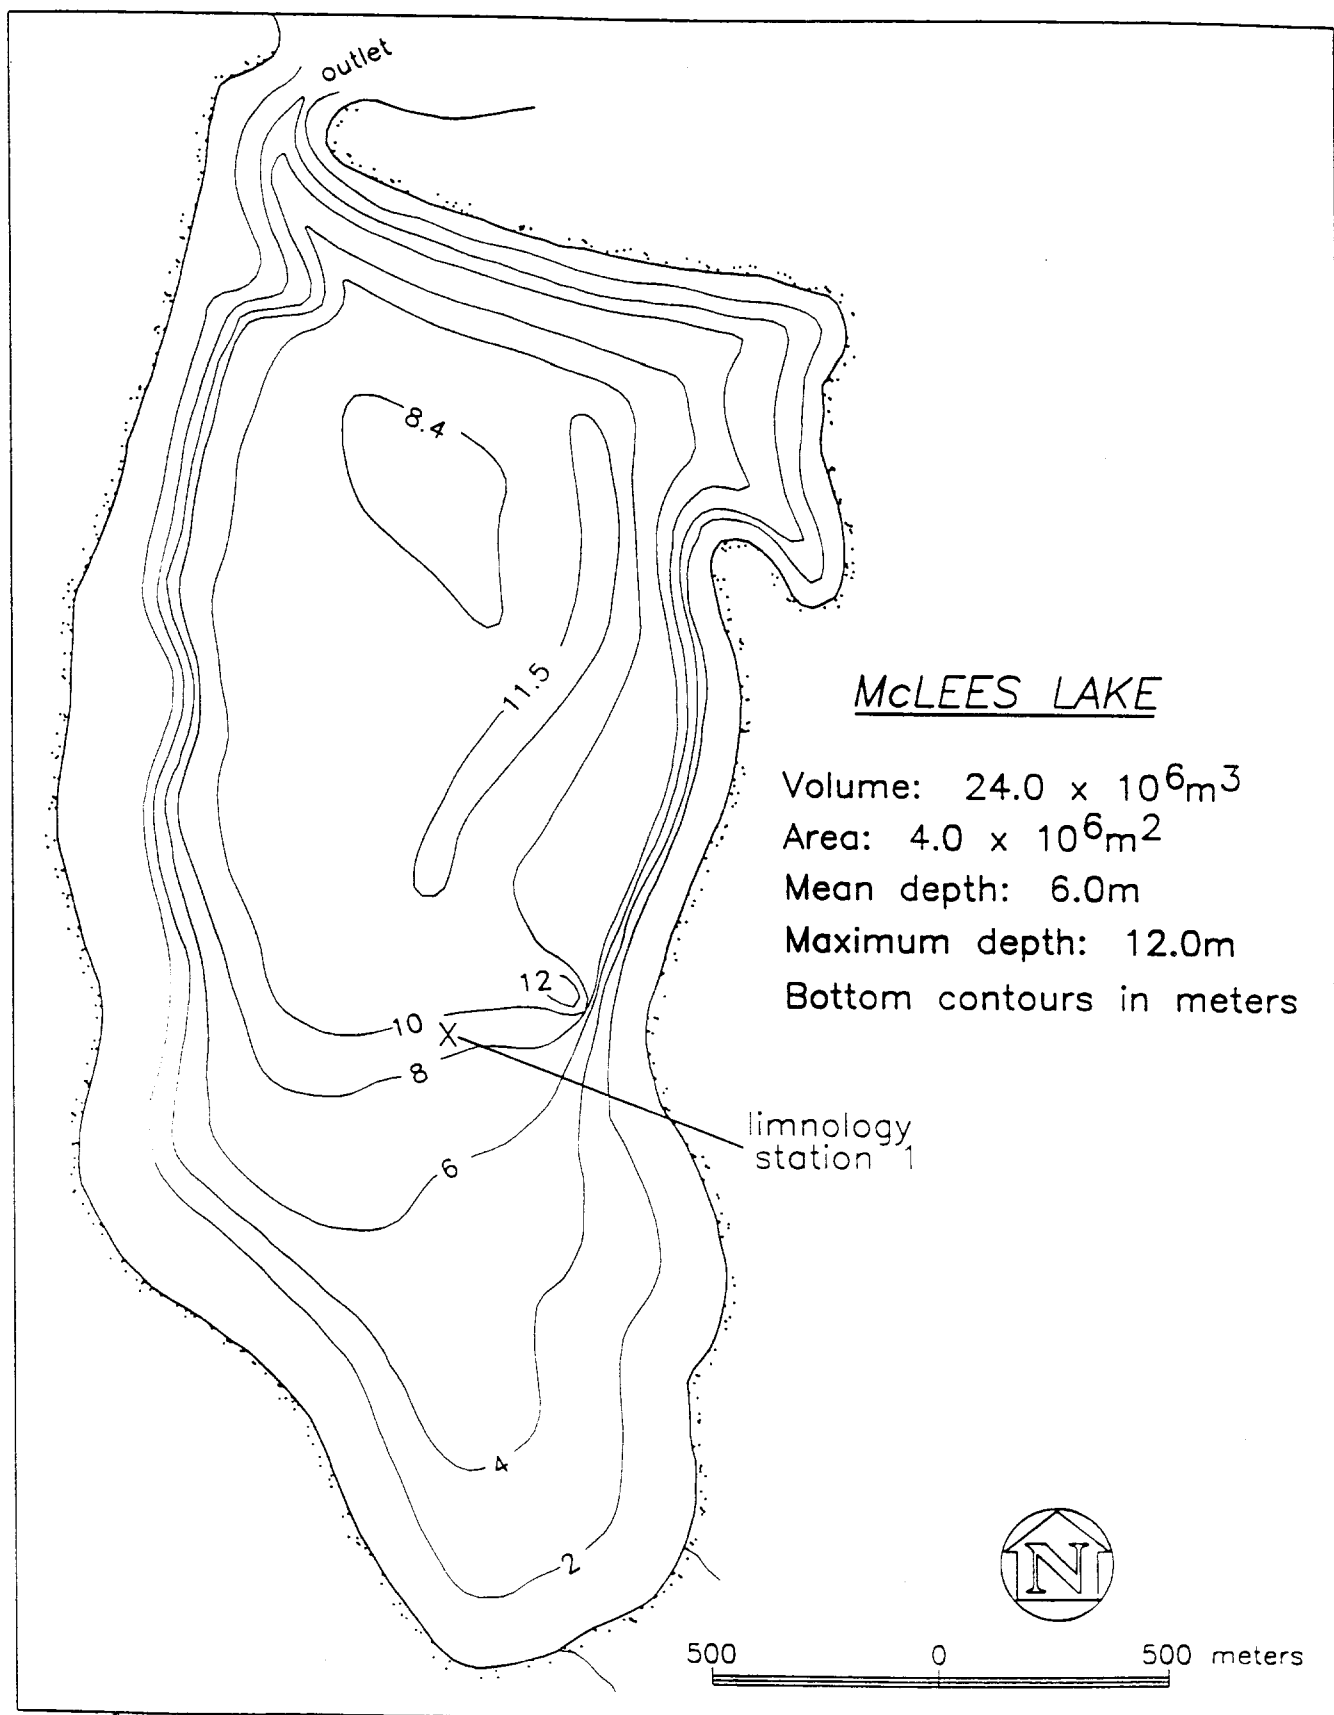 outlet
8.4
11.5
McLEES LAKE
Volume: 24.0 x 10⁶m³
Area: 4.0 x 10⁶m²
Mean depth: 6.0m
Maximum depth: 12.0m
Bottom contours in meters
12
10
X
8
limnology
station 1
6
4
2
N
500 0 500 meters